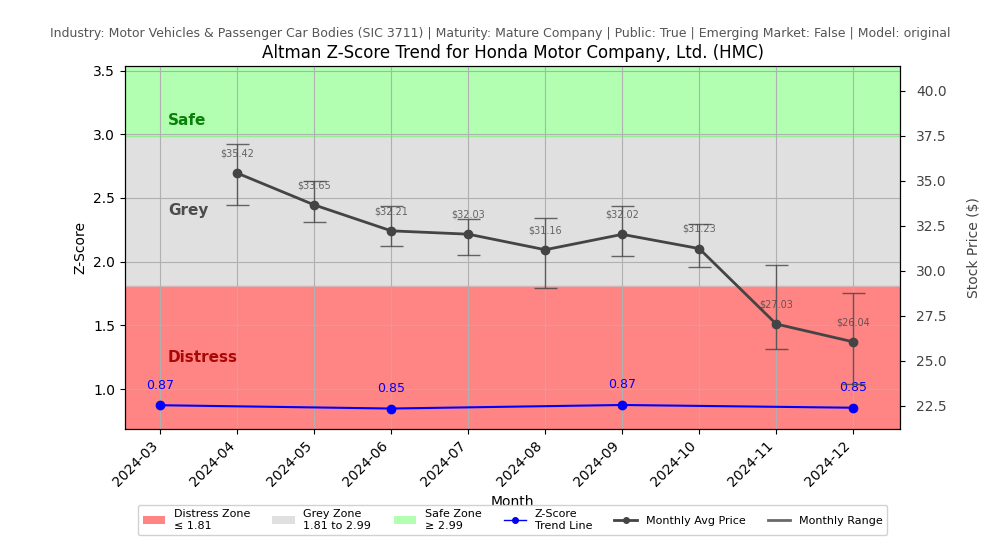 Industry: Motor Vehicles & Passenger Car Bodies (SIC 3711) | Maturity: Mature Company | Public: True | Emerging Market: False | Model: original
Altman Z-Score Trend for Honda Motor Company, Ltd. (HMC)
3.5
3.0
2.5
2.0
1.5
1.0
Z-Score
Safe
Grey
Distress
$35.42
$33.65
$32.21
$32.03
$31.16
$32.02
$31.23
$27.03
$26.04
0.87
0.85
0.87
0.85
40.0
37.5
35.0
32.5
30.0
27.5
25.0
22.5
Stock Price ($)
2024-03
2024-04
2024-05
2024-06
2024-07
2024-08
2024-09
2024-10
2024-11
2024-12
Month
Distress Zone
≤ 1.81
Grey Zone
1.81 to 2.99
Safe Zone
≥ 2.99
Z-Score
Trend Line
Monthly Avg Price
Monthly Range